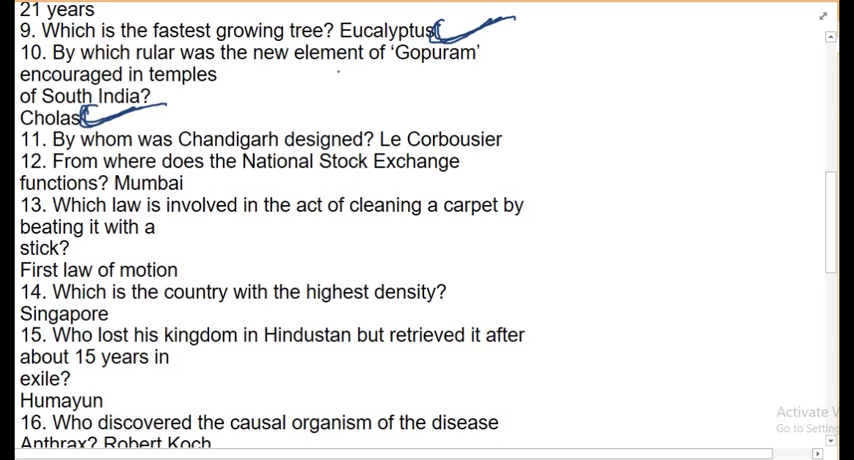 21 years
9. Which is the fastest growing tree? Eucalyptus
10. By which rular was the new element of ‘Gopuram’
encouraged in temples
of South India?
Cholas
11. By whom was Chandigarh designed? Le Corbousier
12. From where does the National Stock Exchange
functions? Mumbai
13. Which law is involved in the act of cleaning a carpet by
beating it with a
stick?
First law of motion
14. Which is the country with the highest density?
Singapore
15. Who lost his kingdom in Hindustan but retrieved it after
about 15 years in
exile?
Humayun
16. Who discovered the causal organism of the disease
Anthrax? Robert Koch
Activate
Go to Setting